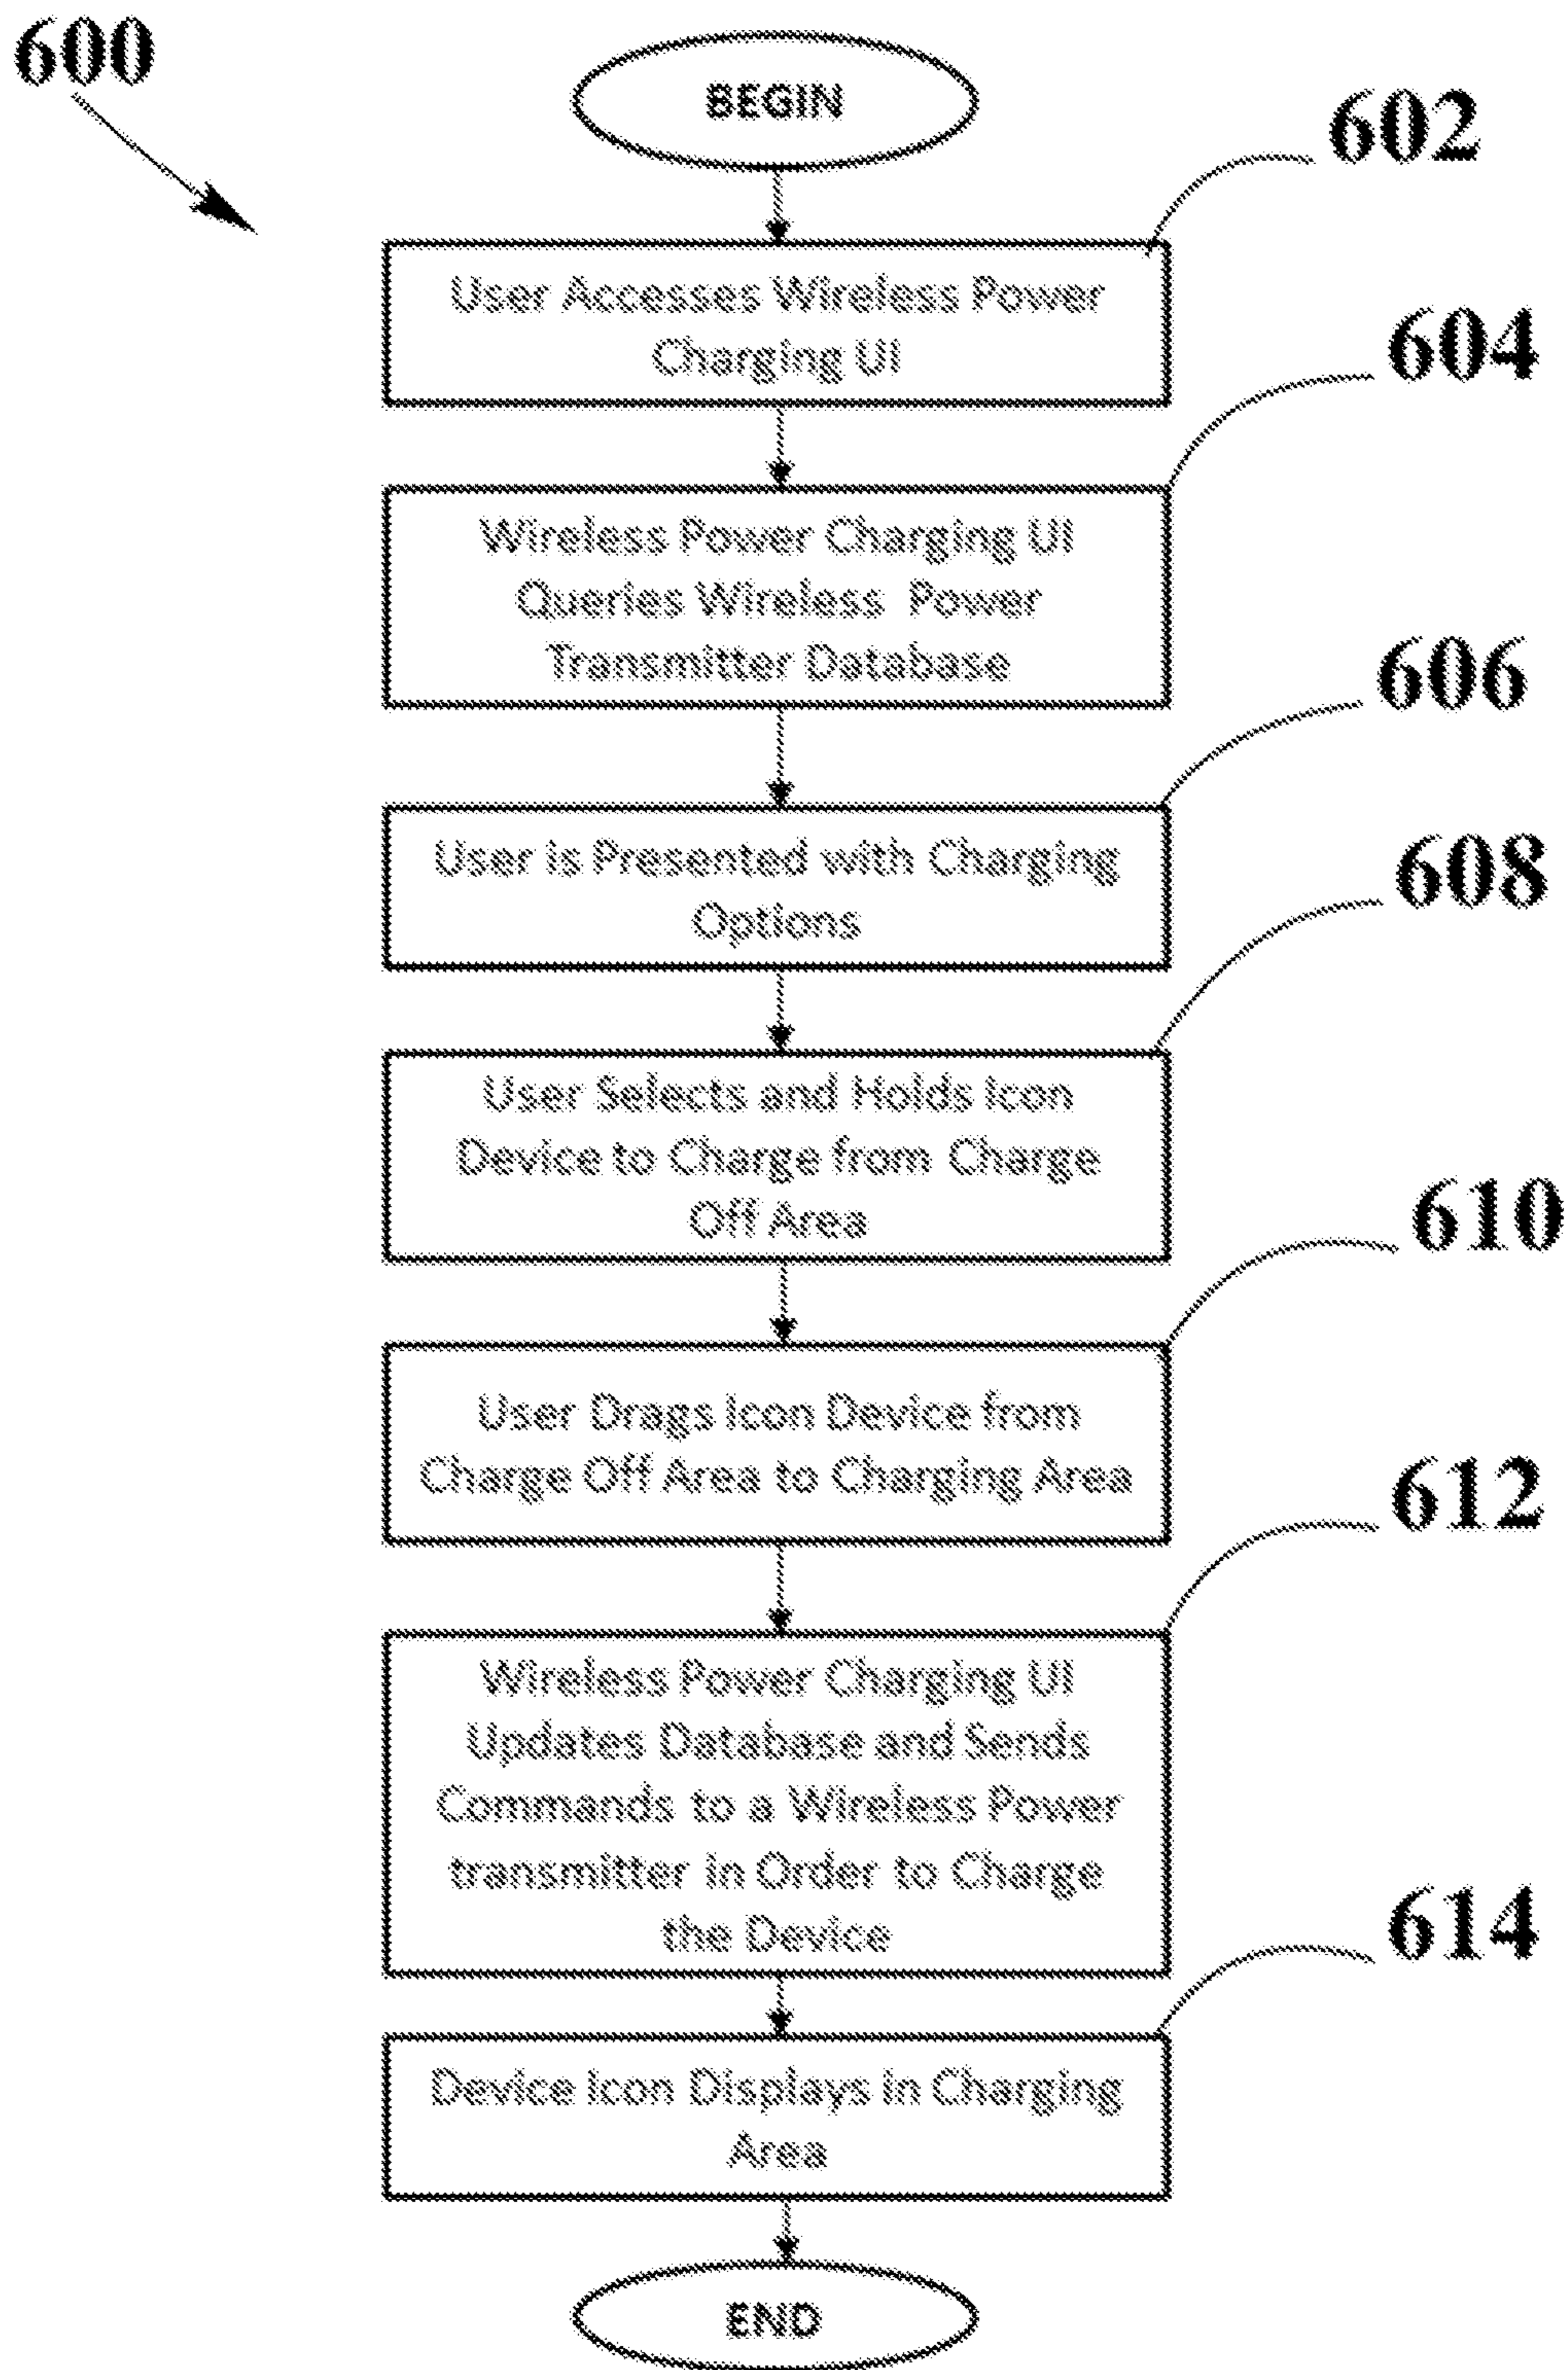 600
BEGIN
602
User Accesses Wireless Power
Charging UI
604
Wireless Power Charging UI
Queries Wireless Power
Transmitter Database
606
User is Presented with Charging
Options
608
User Selects and Holds Icon
Device to Charge from Charge
Off Area
610
User Drags Icon Device from
Charge Off Area to Charging Area
612
Wireless Power Charging UI
Updates Database and Sends
Commands to a Wireless Power
transmitter in Order to Charge
the Device
614
Device Icon Displays in Charging
Area
END